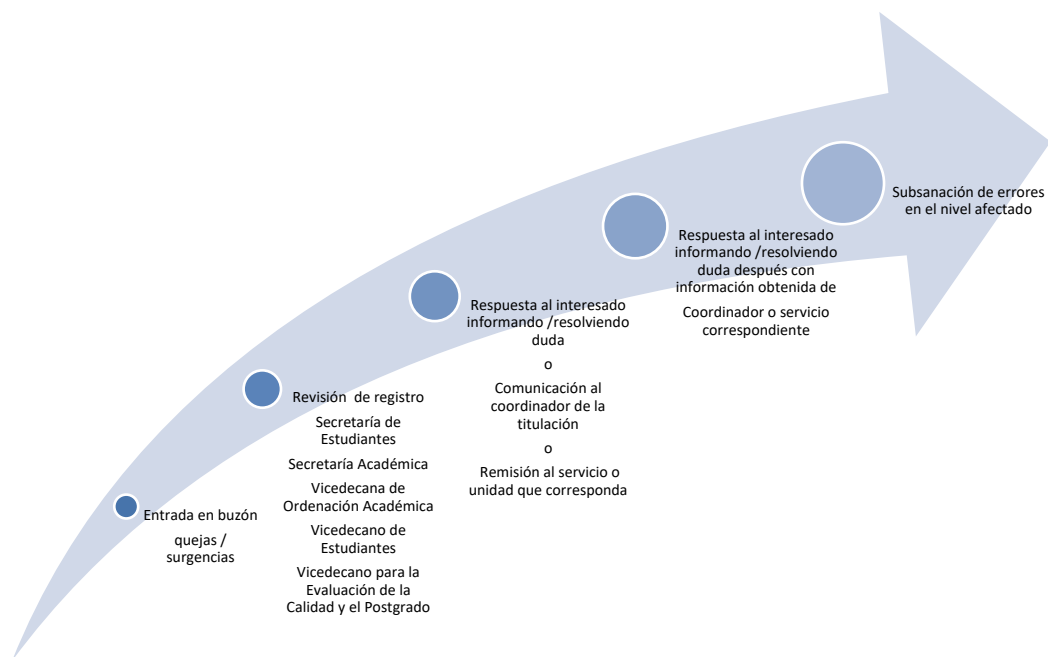 Entrada en buzón
quejas /
surgencias
Revisión de registro
Secretaría de
Estudiantes
Secretaría Académica
Vicedecana de
Ordenación Académica
Vicedecano de
Estudiantes
Vicedecano para la
Evaluación de la
Calidad y el Postgrado
Respuesta al interesado
informando /resolviendo
duda
o
Comunicación al
coordinador de la
titulación
o
Remisión al servicio o
unidad que corresponda
Respuesta al interesado
informando /resolviendo
duda después con
información obtenida de
Coordinador o servicio
correspondiente
Subsanación de errores
en el nivel afectado